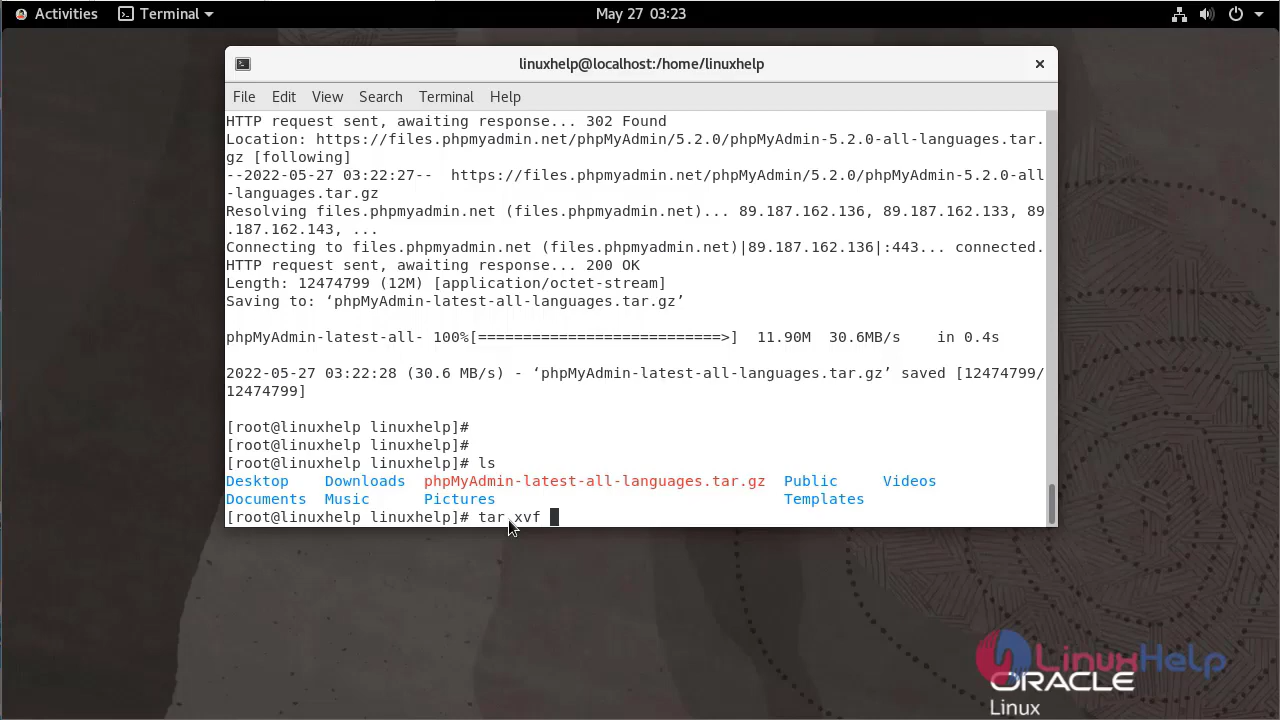 Activities Terminal May 27 03:23
linuxhelp@localhost:/home/linuxhelp
File Edit View Search Terminal Help
HTTP request sent, awaiting response... 302 Found
Location: https://files.phpmyadmin.net/phpMyAdmin/5.2.0/phpMyAdmin-5.2.0-all-languages.tar.
gz [following]
--2022-05-27 03:22:27--  https://files.phpmyadmin.net/phpMyAdmin/5.2.0/phpMyAdmin-5.2.0-all
-languages.tar.gz
Resolving files.phpmyadmin.net (files.phpmyadmin.net)... 89.187.162.136, 89.187.162.133, 89
.187.162.143, ...
Connecting to files.phpmyadmin.net (files.phpmyadmin.net)|89.187.162.136|:443... connected.
HTTP request sent, awaiting response... 200 OK
Length: 12474799 (12M) [application/octet-stream]
Saving to: ‘phpMyAdmin-latest-all-languages.tar.gz’
phpMyAdmin-latest-all- 100%[===========================>]  11.90M  30.6MB/s    in 0.4s
2022-05-27 03:22:28 (30.6 MB/s) - ‘phpMyAdmin-latest-all-languages.tar.gz’ saved [12474799/
12474799]
[root@linuxhelp linuxhelp]#
[root@linuxhelp linuxhelp]#
[root@linuxhelp linuxhelp]# ls
Desktop    Downloads  phpMyAdmin-latest-all-languages.tar.gz  Public     Videos
Documents  Music      Pictures                                Templates
[root@linuxhelp linuxhelp]# tar xvf
LinuxHelp
ORACLE
Linux